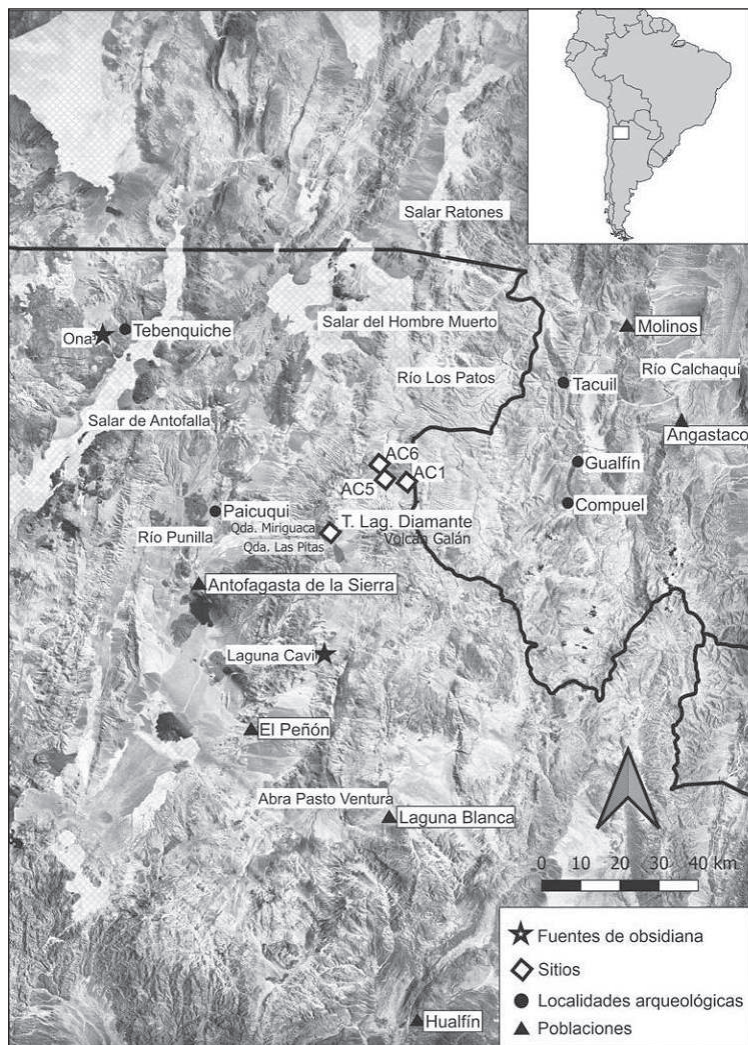 Salar Ratones
Salar del Hombre Muerto
Ona
Tebenquiche
Molinos
Río Calchaquí
Río Los Patos
Tacuil
Salar de Antofalla
Angastaco
AC6
AC5
AC1
Gualfín
Compuel
Paicuqui
Río Punilla
Qda. Miriguaca
Qda. Las Pitas
T. Lag. Diamante
Volcán Galán
Antofagasta de la Sierra
Laguna Cavi
El Peñón
Abra Pasto Ventura
Laguna Blanca
0 10 20 30 40 km
Fuentes de obsidiana
Sitios
Localidades arqueológicas
Poblaciones
Hualfín